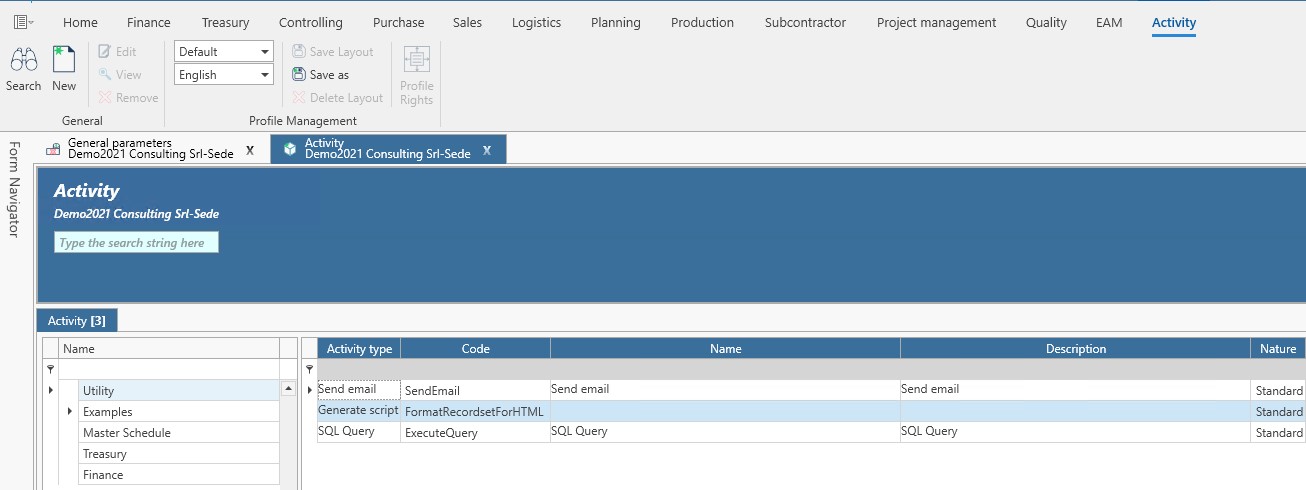 Home Finance Treasury Controlling Purchase Sales Logistics Planning Production Subcontractor Project management Quality EAM Activity
Search
New
Edit
View
Remove
General
Default
English
Save Layout
Save as
Delete Layout
Profile Management
Profile
Rights
Form Navigator
General parameters
Demo2021 Consulting Srl-Sede X
Activity
Demo2021 Consulting Srl-Sede X
Activity
Demo2021 Consulting Srl-Sede
Type the search string here
Activity [3]
Name
Utility
Examples
Master Schedule
Treasury
Finance
Activity type Code Name Description Nature
Send email SendEmail Send email Send email Standard
Generate script FormatRecordsetForHTML Standard
SQL Query ExecuteQuery SQL Query SQL Query Standard